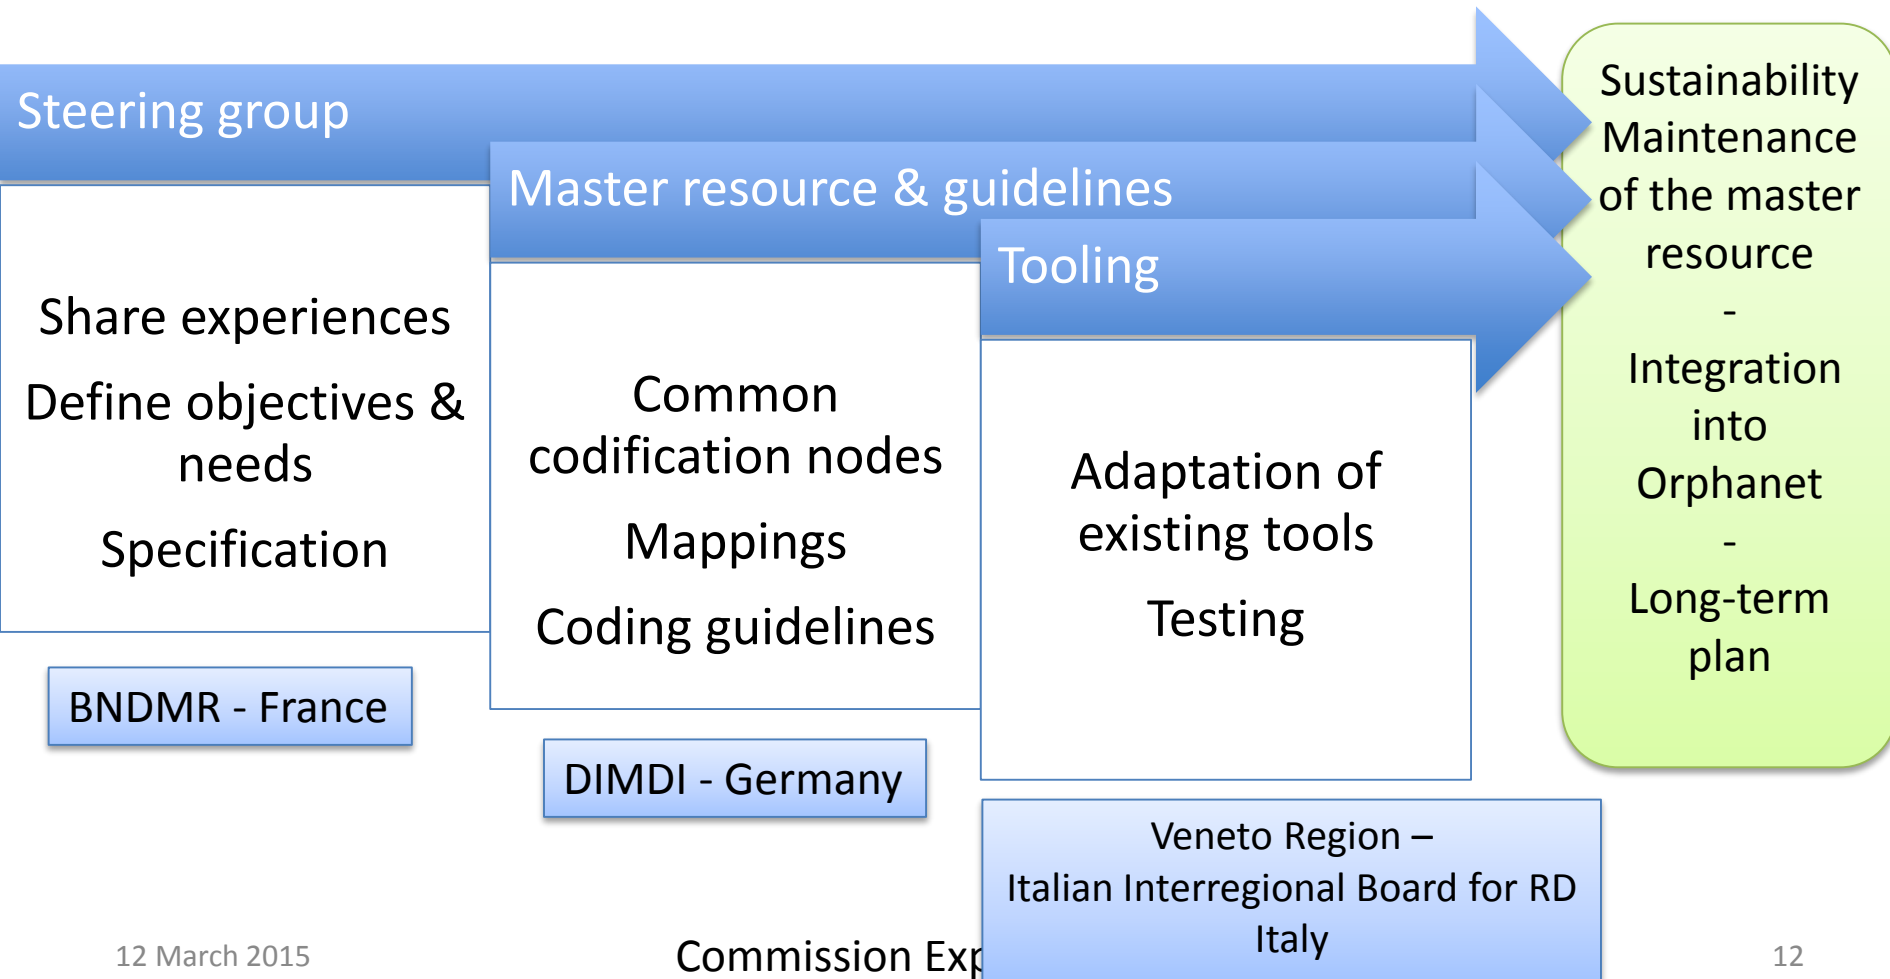 Steering group
Share experiences
Define objectives &
needs
Specification
BNDMR - France
Master resource & guidelines
Common
codification nodes
Mappings
Coding guidelines
DIMDI - Germany
Tooling
Adaptation of
existing tools
Testing
Veneto Region –
Italian Interregional Board for RD
Italy
Sustainability
Maintenance
of the master
resource
-
Integration
into
Orphanet
-
Long-term
plan
12 March 2015
Commission
12